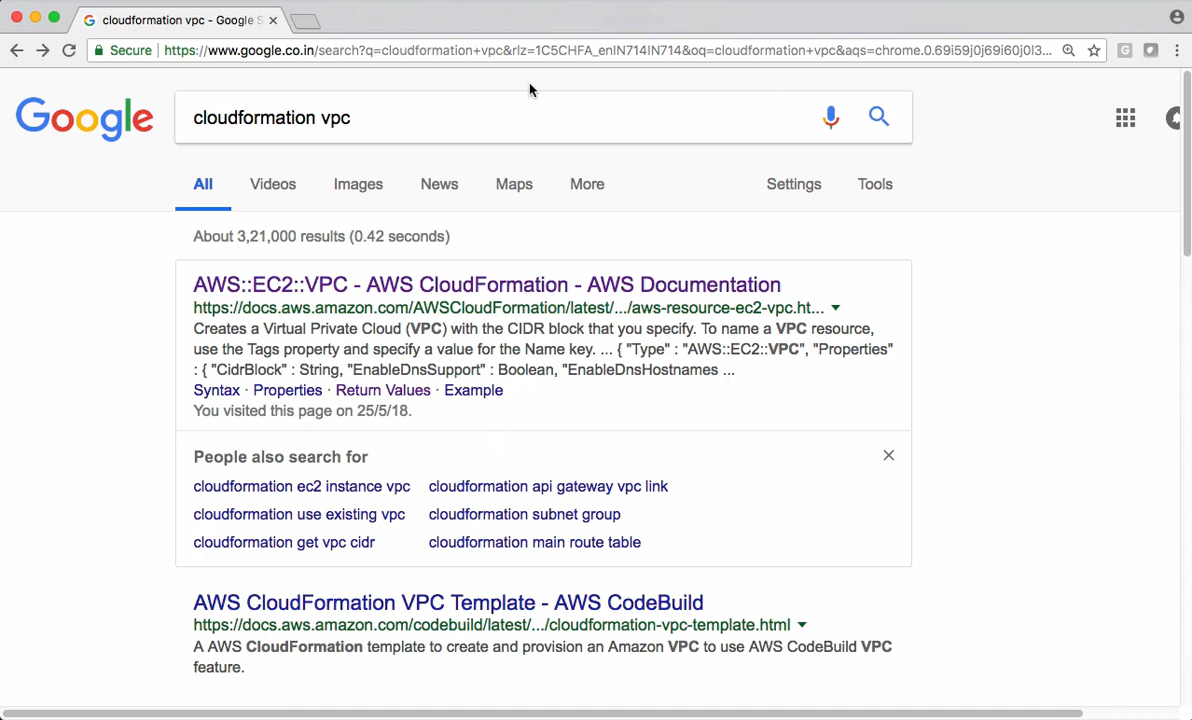 cloudformation vpc - Google S
Secure
https://www.google.co.in/search?q=cloudformation+vpc&rlz=1C5CHFA_enIN714IN714&oq=cloudformation+vpc&aqs=chrome.0.69i59j0j69i60j0l3...
Google
cloudformation vpc
All Videos Images News Maps More Settings Tools
About 3,21,000 results (0.42 seconds)
AWS::EC2::VPC - AWS CloudFormation - AWS Documentation
https://docs.aws.amazon.com/AWSCloudFormation/latest/.../aws-resource-ec2-vpc.ht...
Creates a Virtual Private Cloud (VPC) with the CIDR block that you specify. To name a VPC resource,
use the Tags property and specify a value for the Name key. ... { "Type" : "AWS::EC2::VPC", "Properties"
: { "CidrBlock" : String, "EnableDnsSupport" : Boolean, "EnableDnsHostnames ...
Syntax · Properties · Return Values · Example
You visited this page on 25/5/18.
People also search for
cloudformation ec2 instance vpc cloudformation api gateway vpc link
cloudformation use existing vpc cloudformation subnet group
cloudformation get vpc cidr cloudformation main route table
AWS CloudFormation VPC Template - AWS CodeBuild
https://docs.aws.amazon.com/codebuild/latest/.../cloudformation-vpc-template.html
A AWS CloudFormation template to create and provision an Amazon VPC to use AWS CodeBuild VPC
feature.